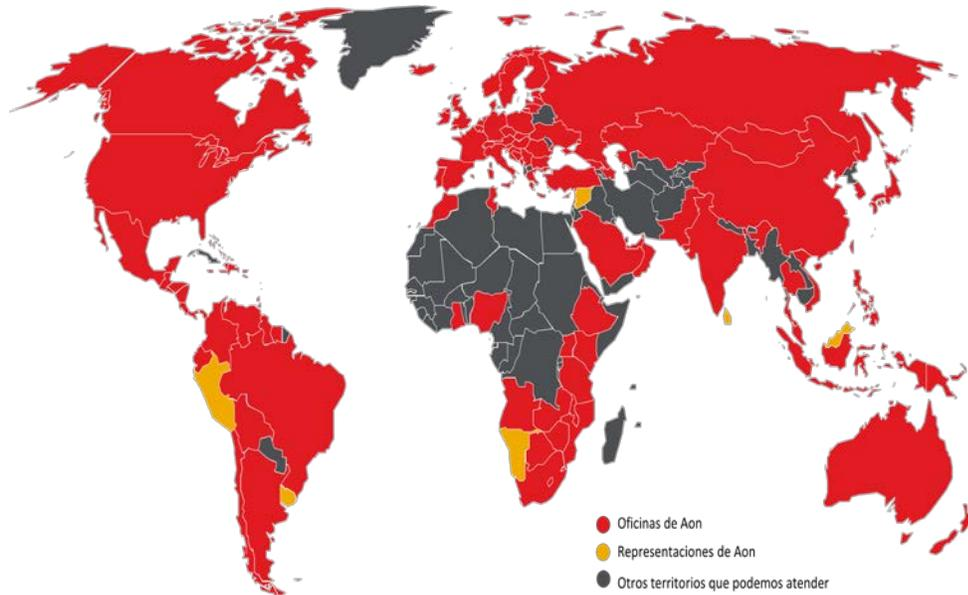 Oficinas de Aon
Representaciones de Aon
Otros territorios que podemos atender